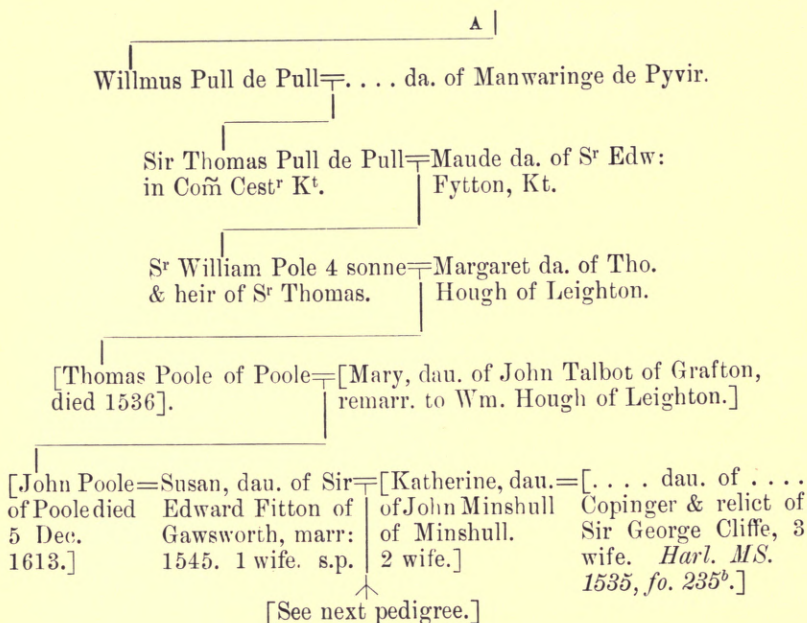 A
Willmus Pull de Pull=. . . . da. of Manwaringe de Pyvir.
Sir Thomas Pull de Pull=Maude da. of Sʳ Edw:
in Com̃ Cestʳ Kᵗ. Fytton, Kt.
Sʳ William Pole 4 sonne=Margaret da. of Tho.
& heir of Sʳ Thomas. Hough of Leighton.
[Thomas Poole of Poole=[Mary, dau. of John Talbot of Grafton,
died 1536]. remarr. to Wm. Hough of Leighton.]
[John Poole=Susan, dau. of Sir=[Katherine, dau.=[. . . . dau. of . . . .
of Poole died Edward Fitton of of John Minshull Copinger & relict of
5 Dec. Gawsworth, marr: of Minshull. Sir George Cliffe, 3
1613.] 1545. 1 wife. s.p. 2 wife.] wife. Harl. MS.
1535, fo. 235ᵇ.]
[See next pedigree.]